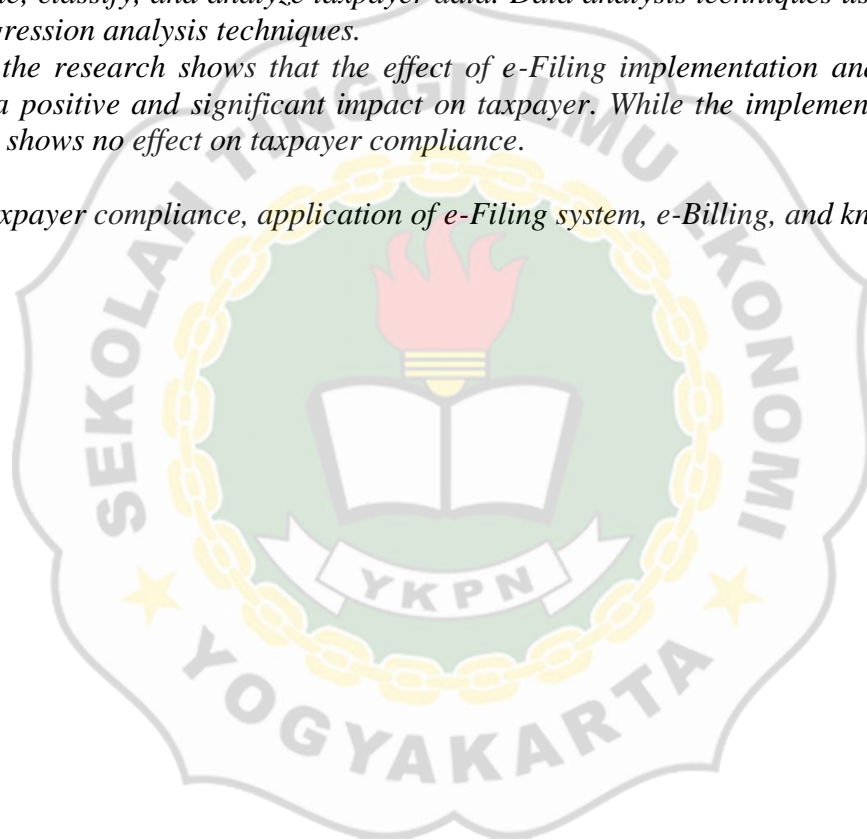 classify, and analyze taxpayer data. Data analysis techniques
gression analysis techniques.
the research shows that the effect of e-Filing implementation and
a positive and significant impact on taxpayer. While the implemen
shows no effect on taxpayer compliance.
xpayer compliance, application of e-Filing system, e-Billing, and kn
SEKOLAH TINGGI ILMU EKONOMI
YKPN
YOGYAKARTA